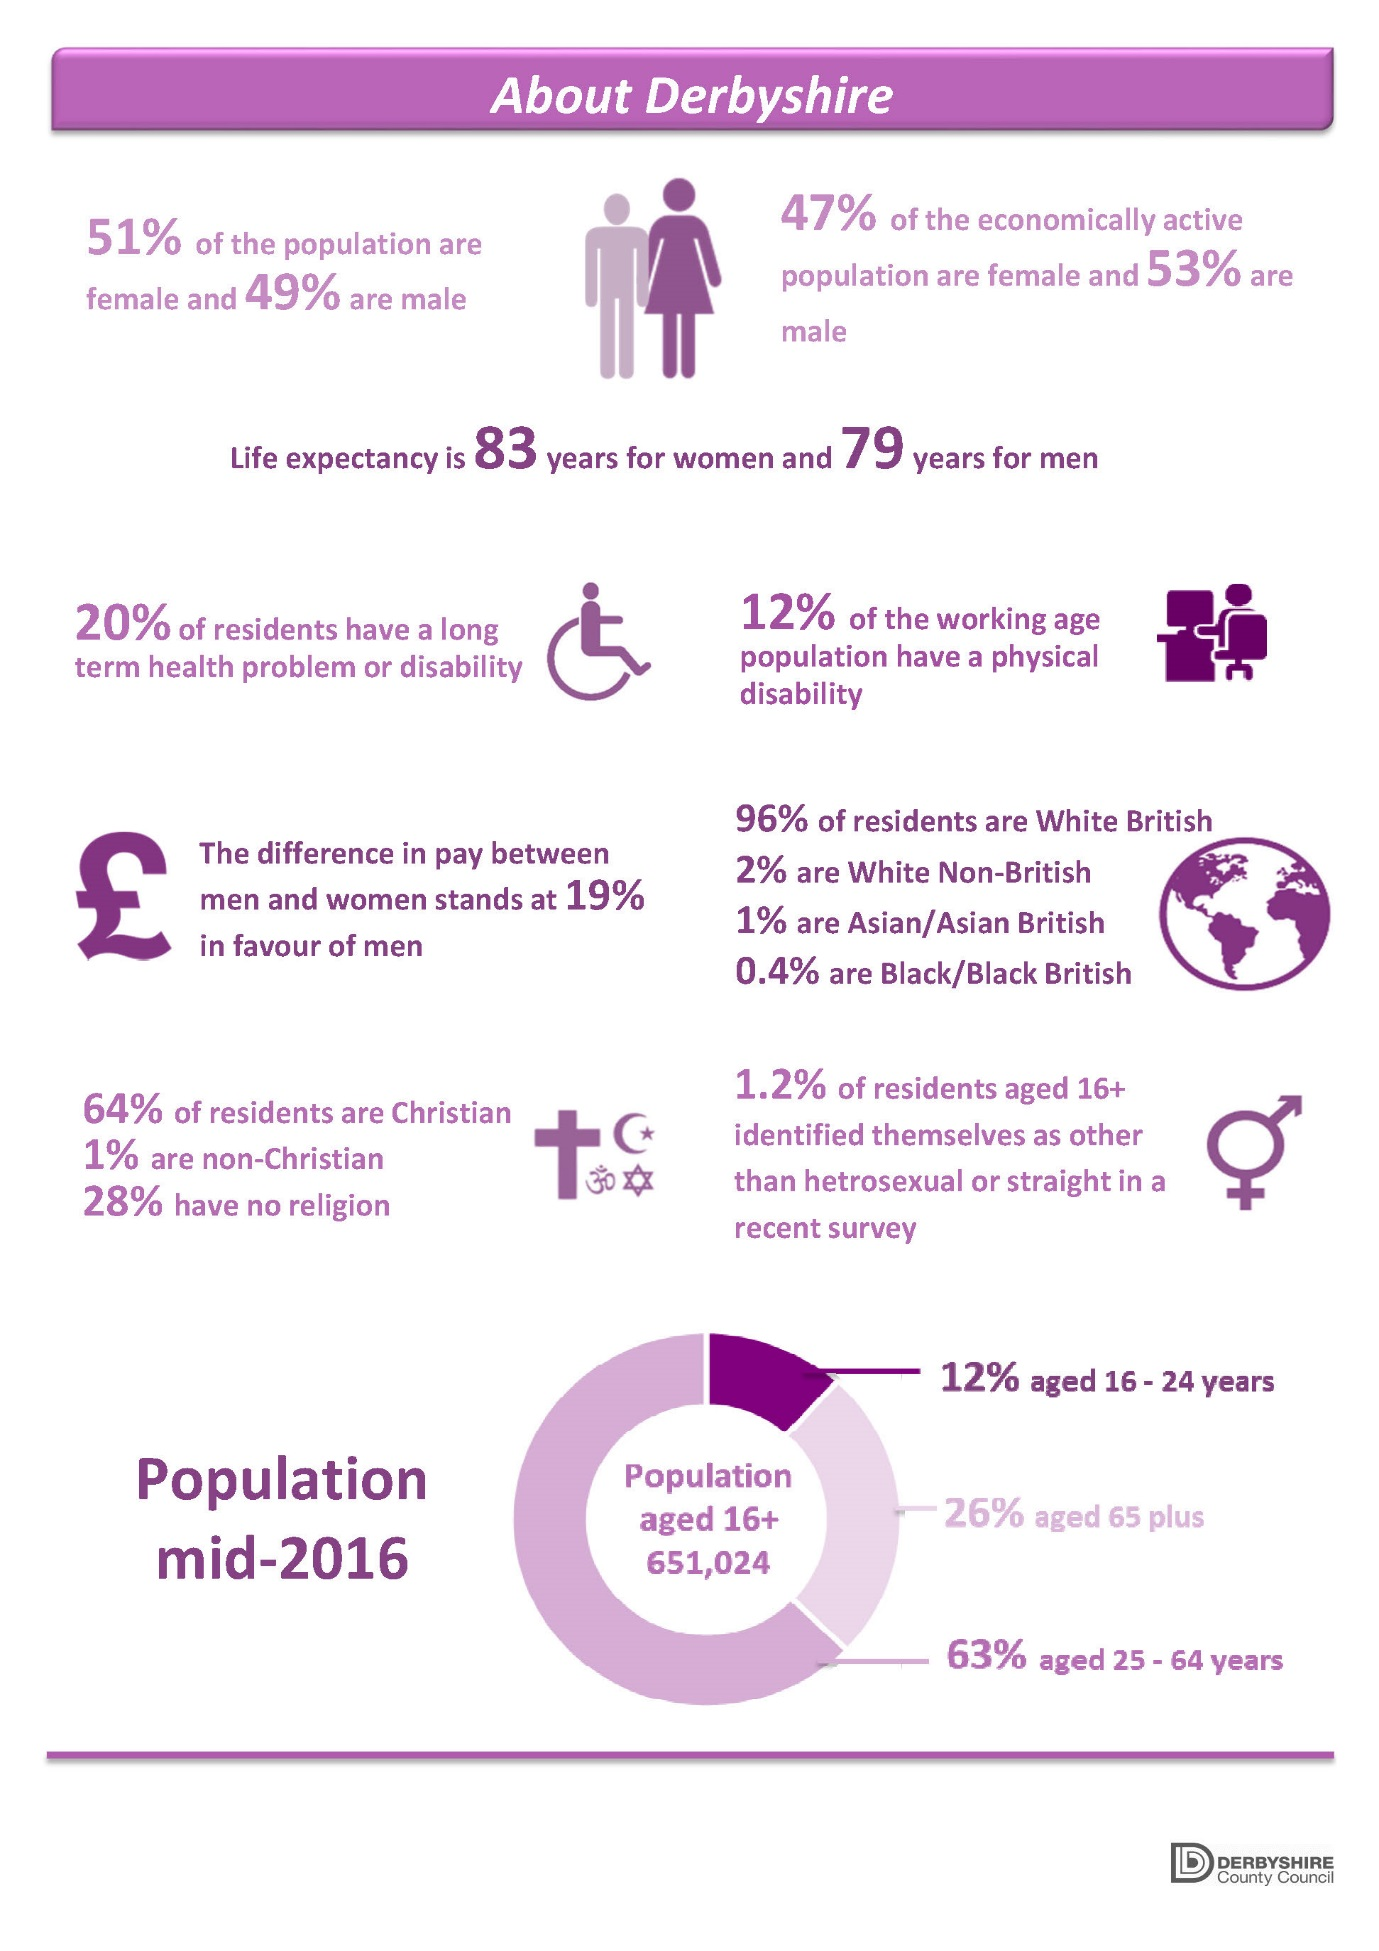 About Derbyshire
51% of the population are
female and 49% are male
47% of the economically active
population are female and 53% are
male
Life expectancy is 83 years for women and 79 years for men
20% of residents have a long
term health problem or disability
12% of the working age
population have a physical
disability
The difference in pay between
men and women stands at 19%
in favour of men
96% of residents are White British
2% are White Non-British
1% are Asian/Asian British
0.4% are Black/Black British
64% of residents are Christian
1% are non-Christian
28% have no religion
1.2% of residents aged 16+
identified themselves as other
than hetrosexual or straight in a
recent survey
Population
mid-2016
Population
aged 16+
651,024
12% aged 16 - 24 years
26% aged 65 plus
63% aged 25 - 64 years
DERBYSHIRE
County Council